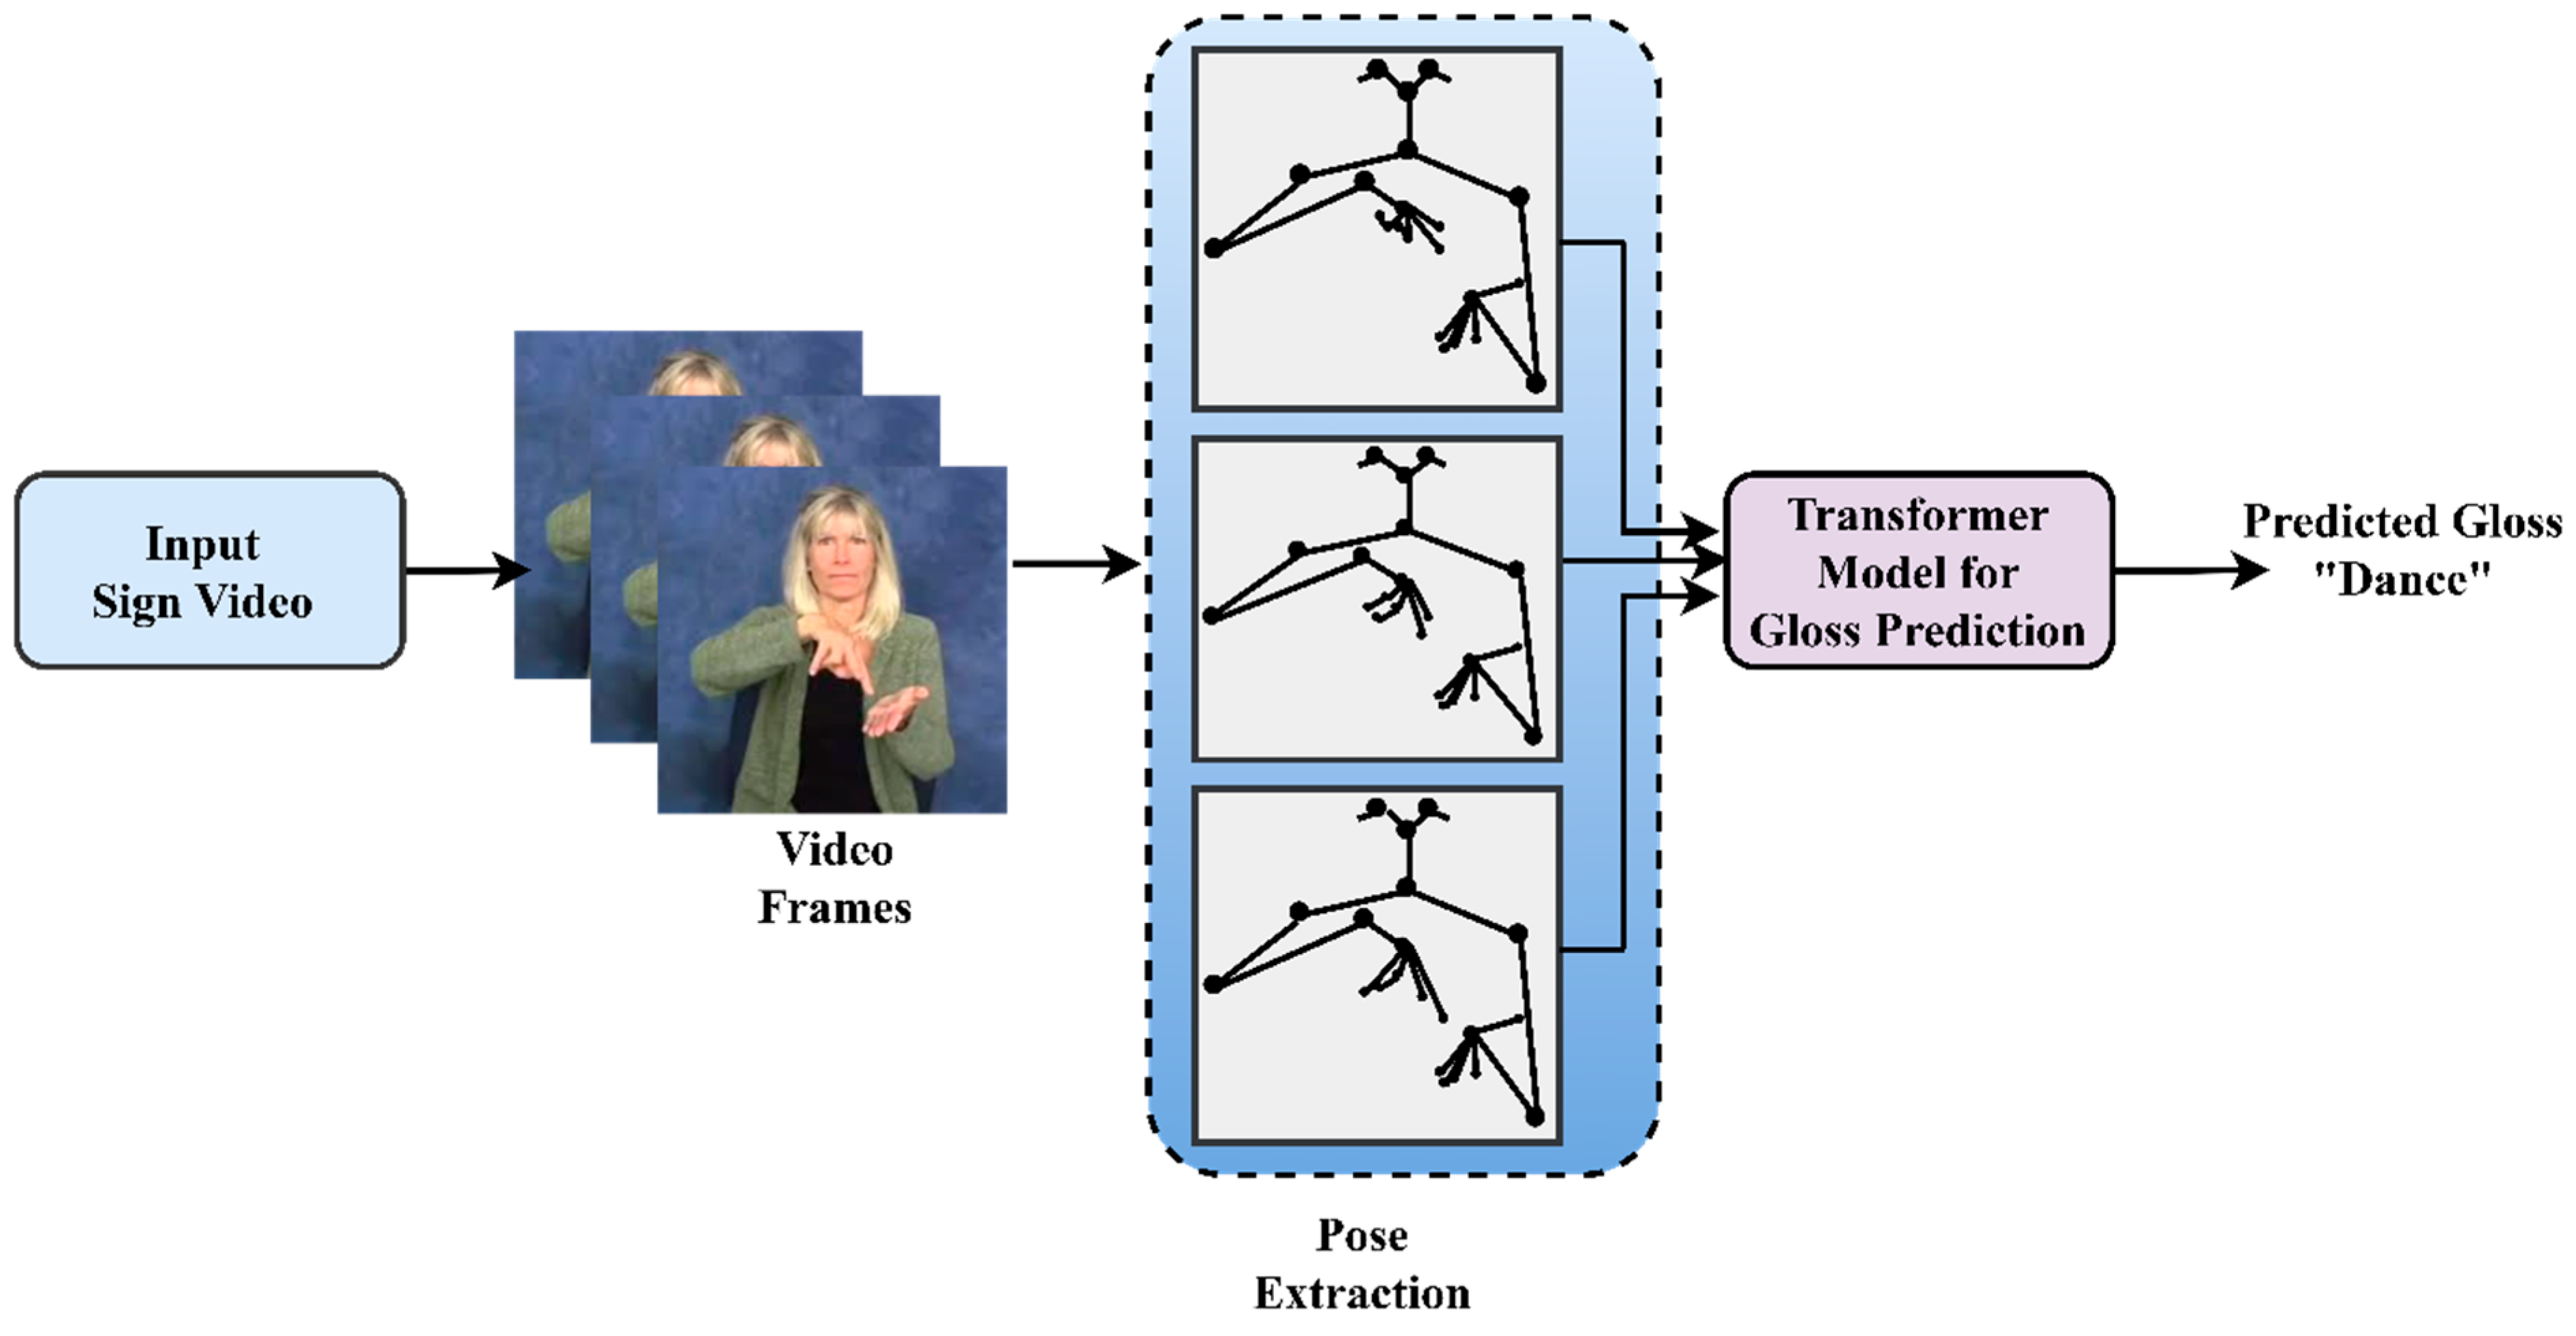 Input
Sign Video
Video
Frames
Pose
Extraction
Transformer
Model for
Gloss Prediction
Predicted Gloss
"Dance"